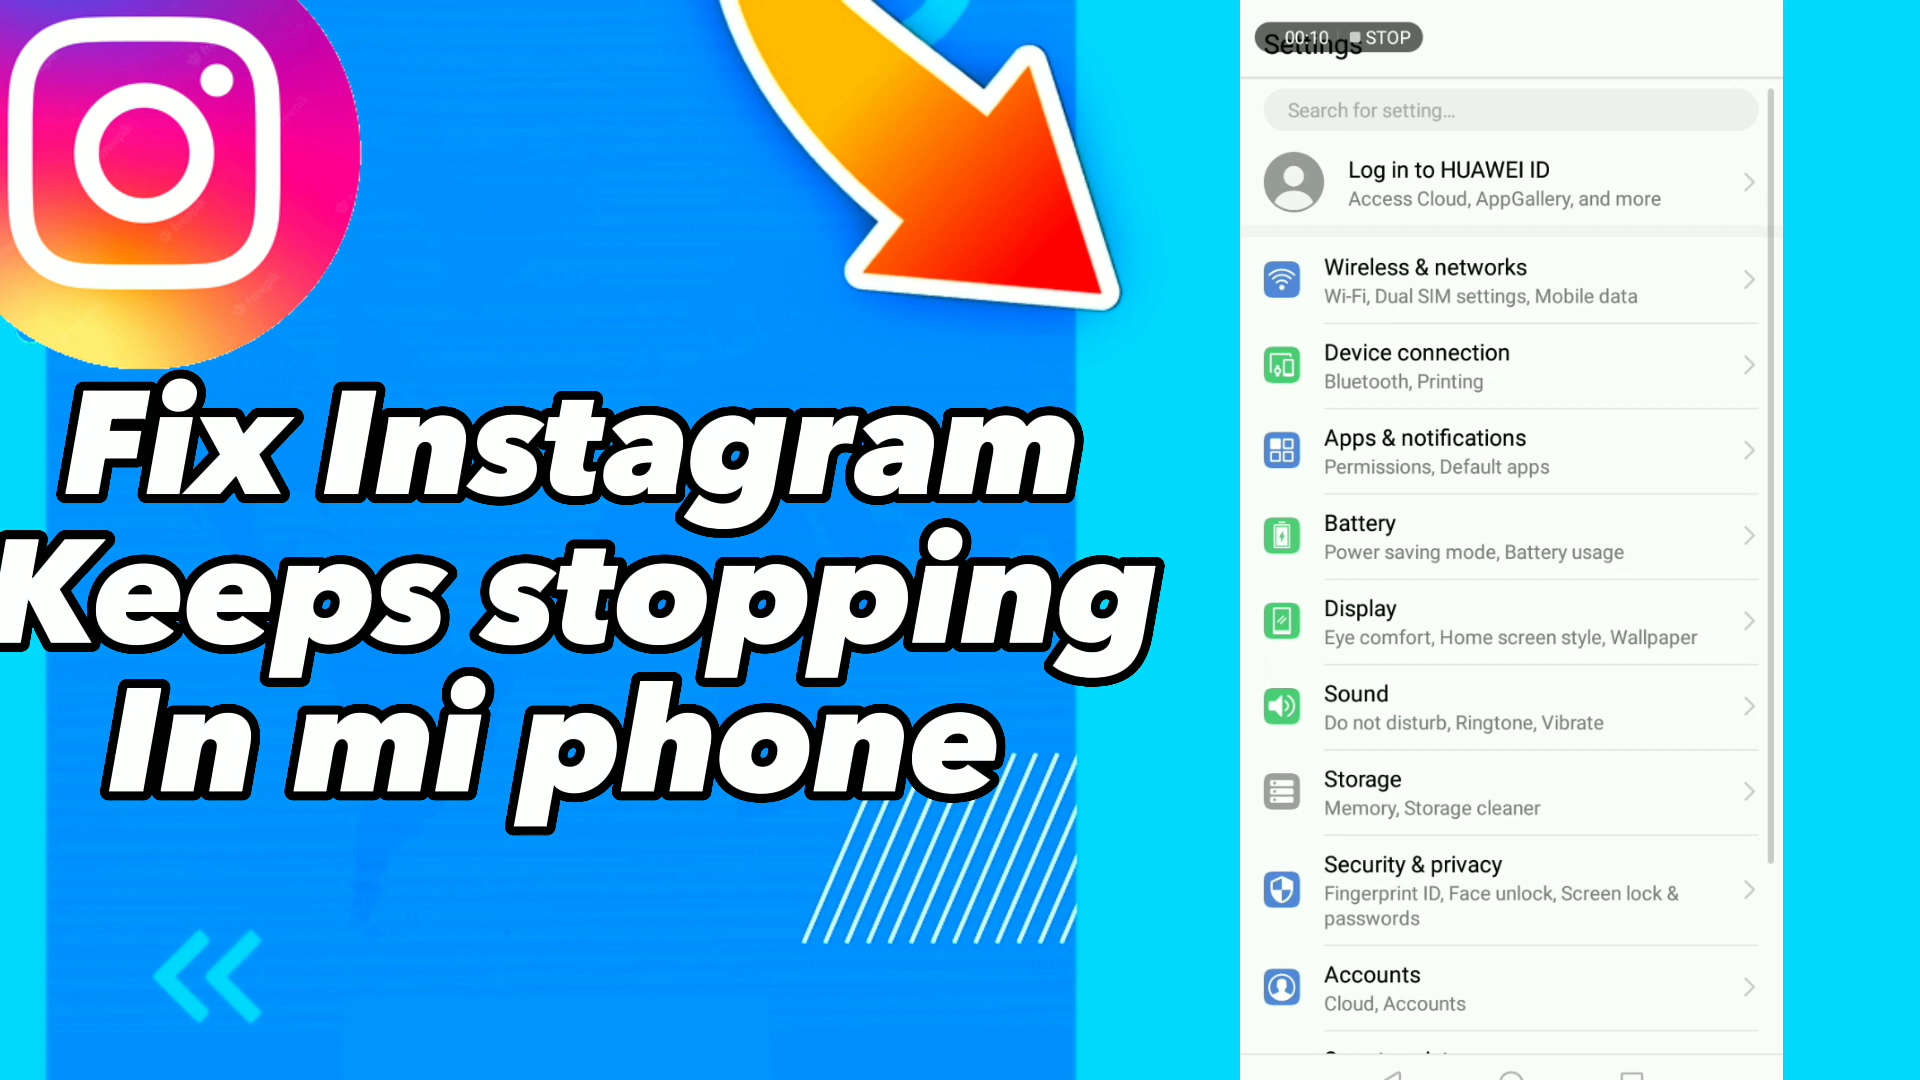 Fix Instagram
Keeps stopping
In mi phone
00:10 STOP
Settings
Search for setting...
Log in to HUAWEI ID
Access Cloud, AppGallery, and more
Wireless & networks
Wi-Fi, Dual SIM settings, Mobile data
Device connection
Bluetooth, Printing
Apps & notifications
Permissions, Default apps
Battery
Power saving mode, Battery usage
Display
Eye comfort, Home screen style, Wallpaper
Sound
Do not disturb, Ringtone, Vibrate
Storage
Memory, Storage cleaner
Security & privacy
Fingerprint ID, Face unlock, Screen lock &
passwords
Accounts
Cloud, Accounts